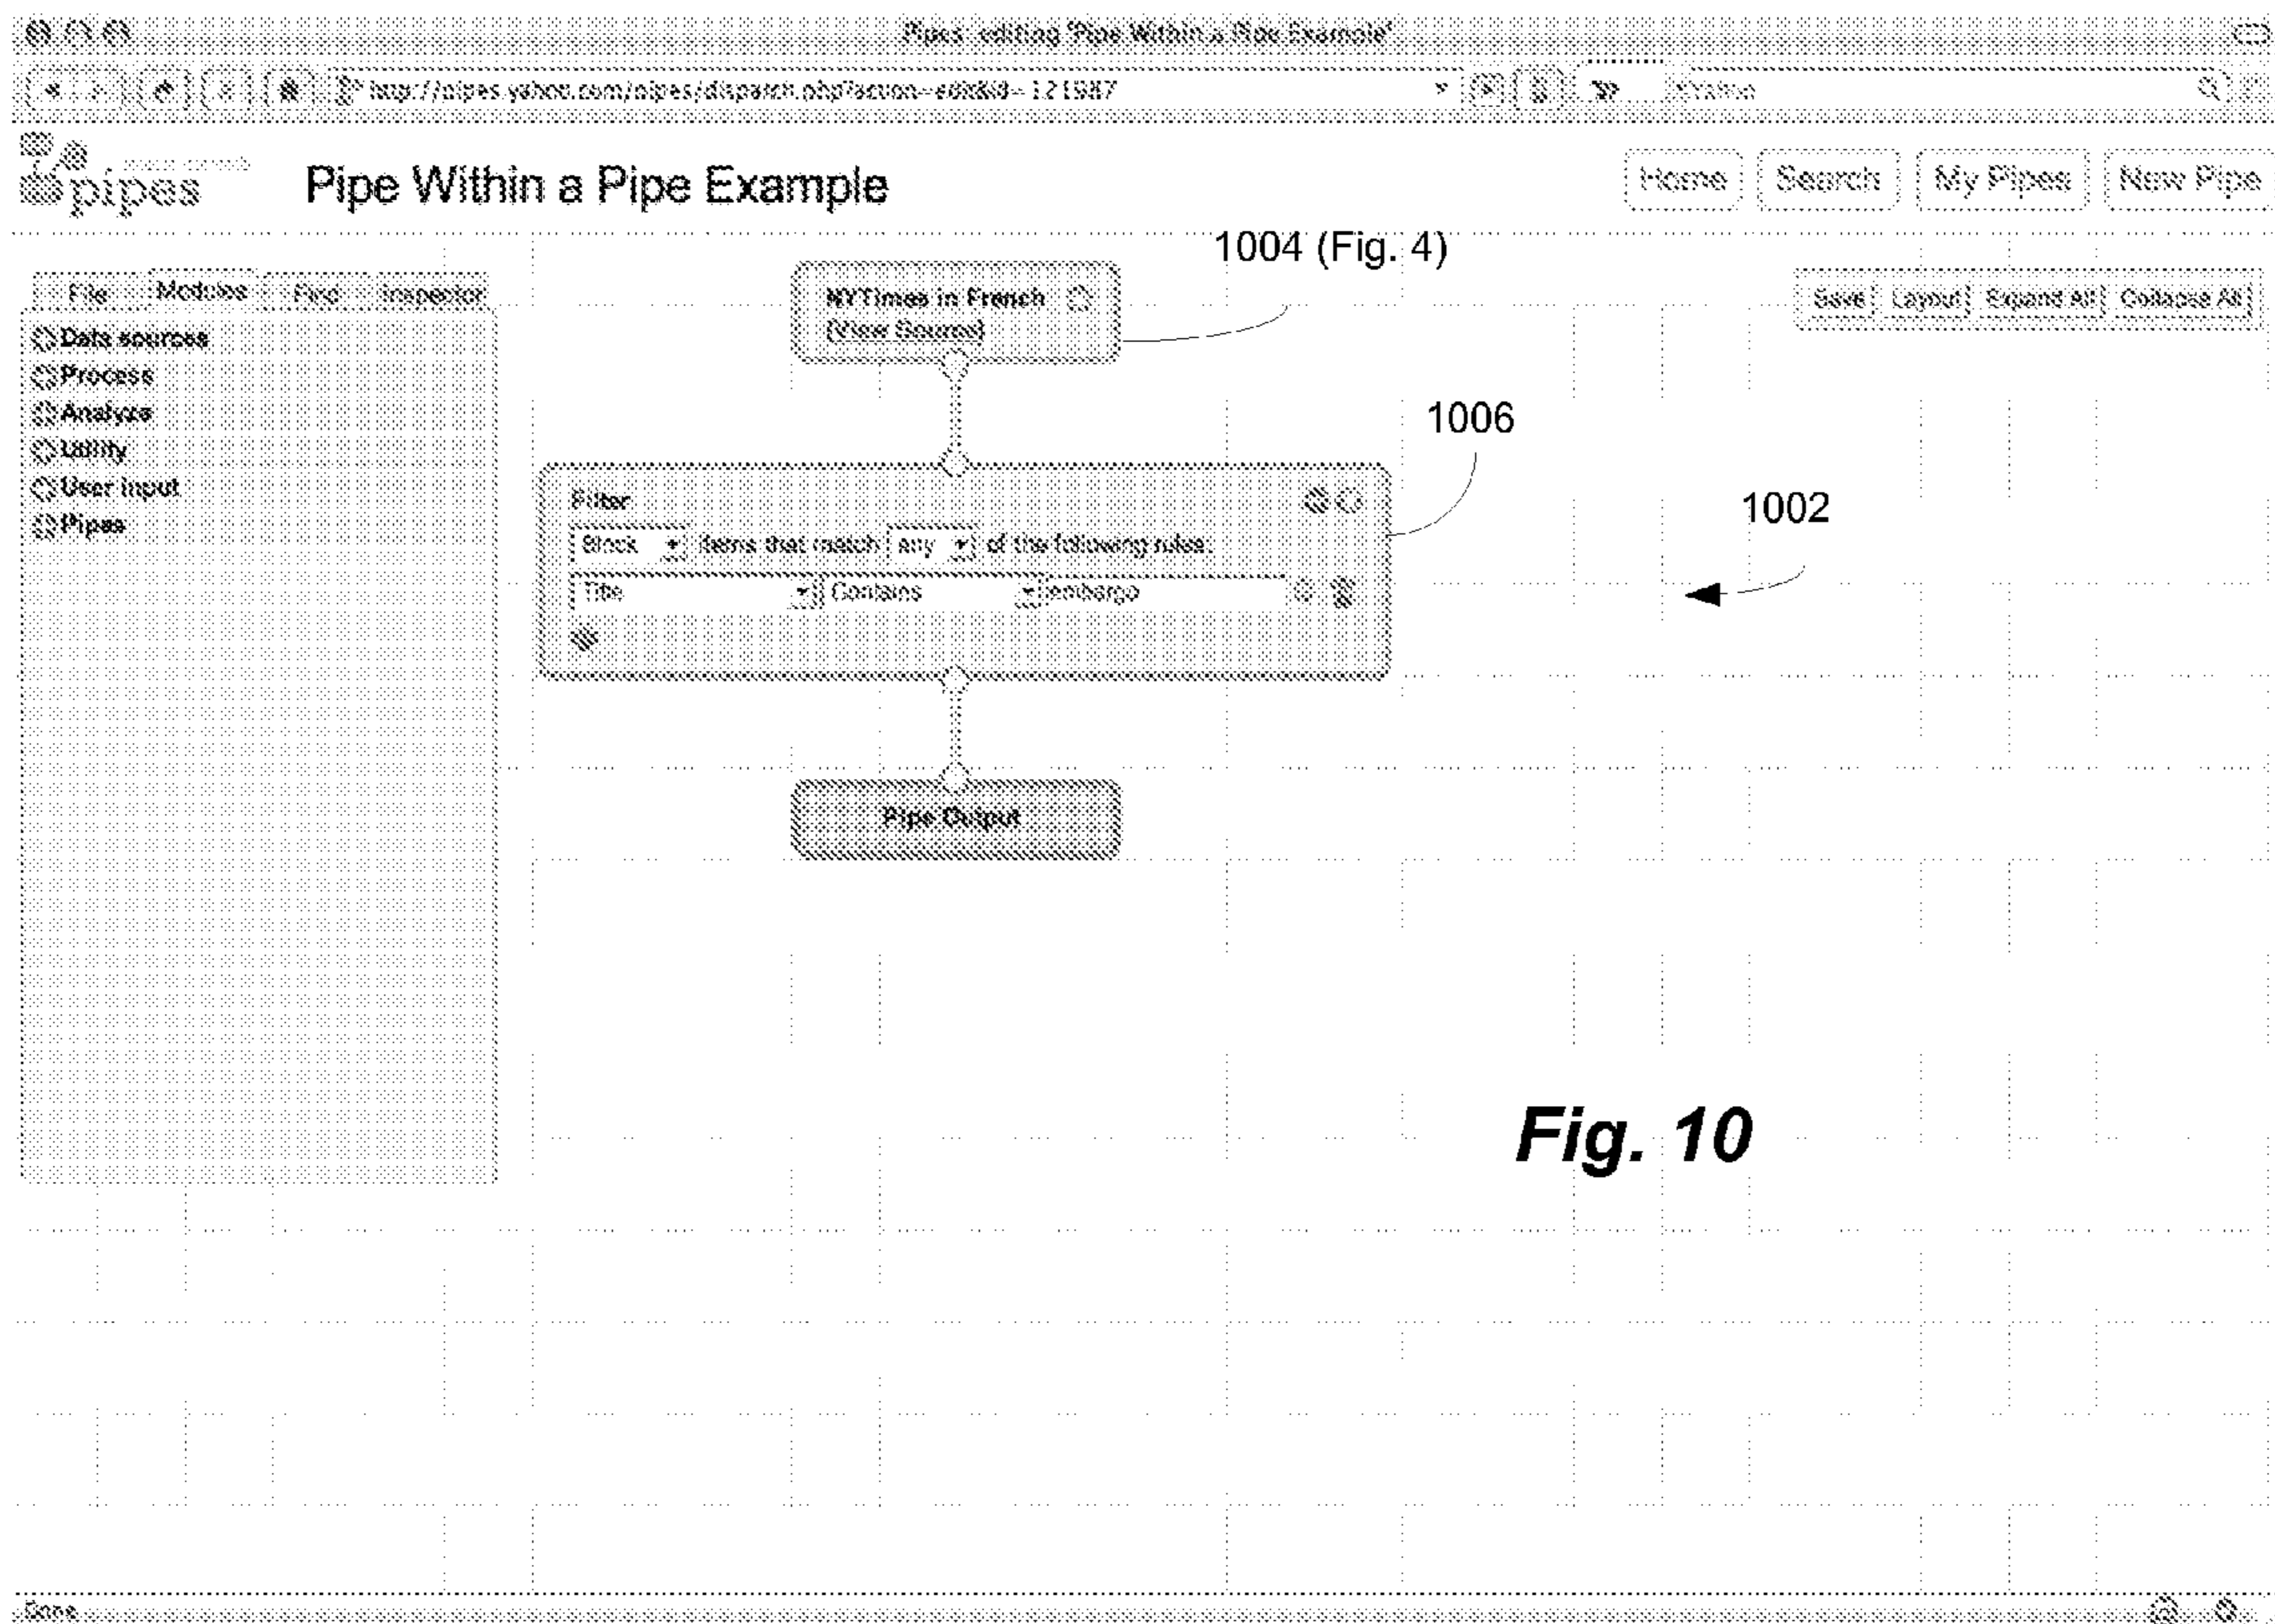 Pipes: editing 'Pipe Within a Pipe Example'
http://pipes.yahoo.com/pipes/dispatch.php?action=edit&id=121987
pipes
Pipe Within a Pipe Example
Home Search My Pipes New Pipe
1004 (Fig. 4)
File Modules Find Inspector
NYTimes in French
(View Source)
Save Layout Expand All Collapse All
Data sources
Process
Analyze
Utility
User input
Pipes
1006
1002
Filter
Block items that match any of the following rules:
Title Contains embargo
Pipe Output
Fig. 10
Done